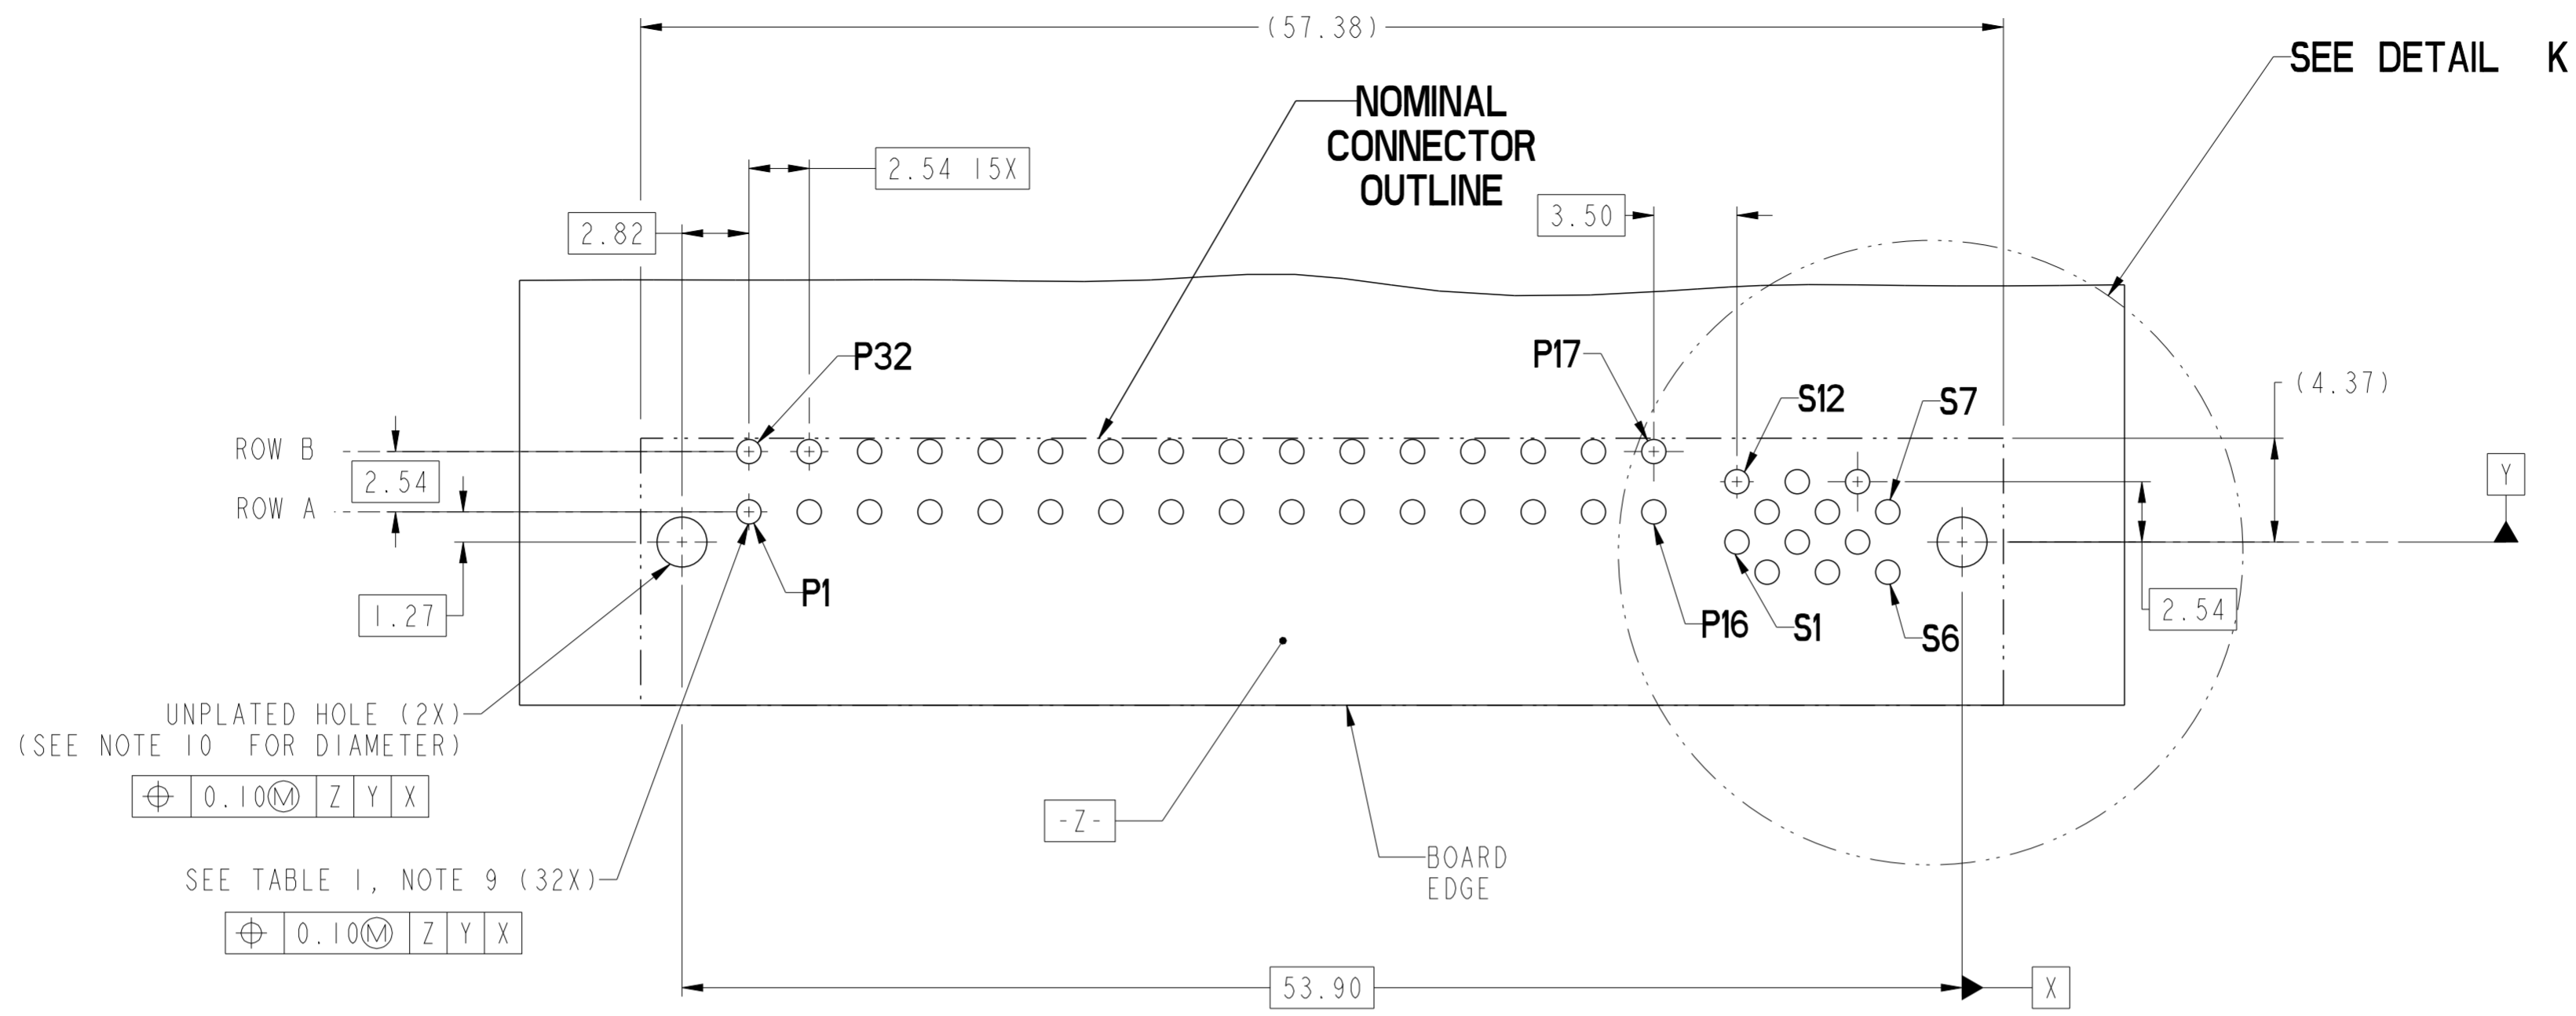 (57.38)
SEE DETAIL K
NOMINAL
CONNECTOR
OUTLINE
2.54 15X
3.50
2.82
P32
P17
S12
S7
(4.37)
ROW B
2.54
ROW A
Y
1.27
P1
P16
S1
S6
2.54
UNPLATED HOLE (2X)
(SEE NOTE 10 FOR DIAMETER)
⌖ 0.10Ⓜ Z Y X
-Z-
BOARD
EDGE
SEE TABLE 1, NOTE 9 (32X)
⌖ 0.10Ⓜ Z Y X
53.90
X